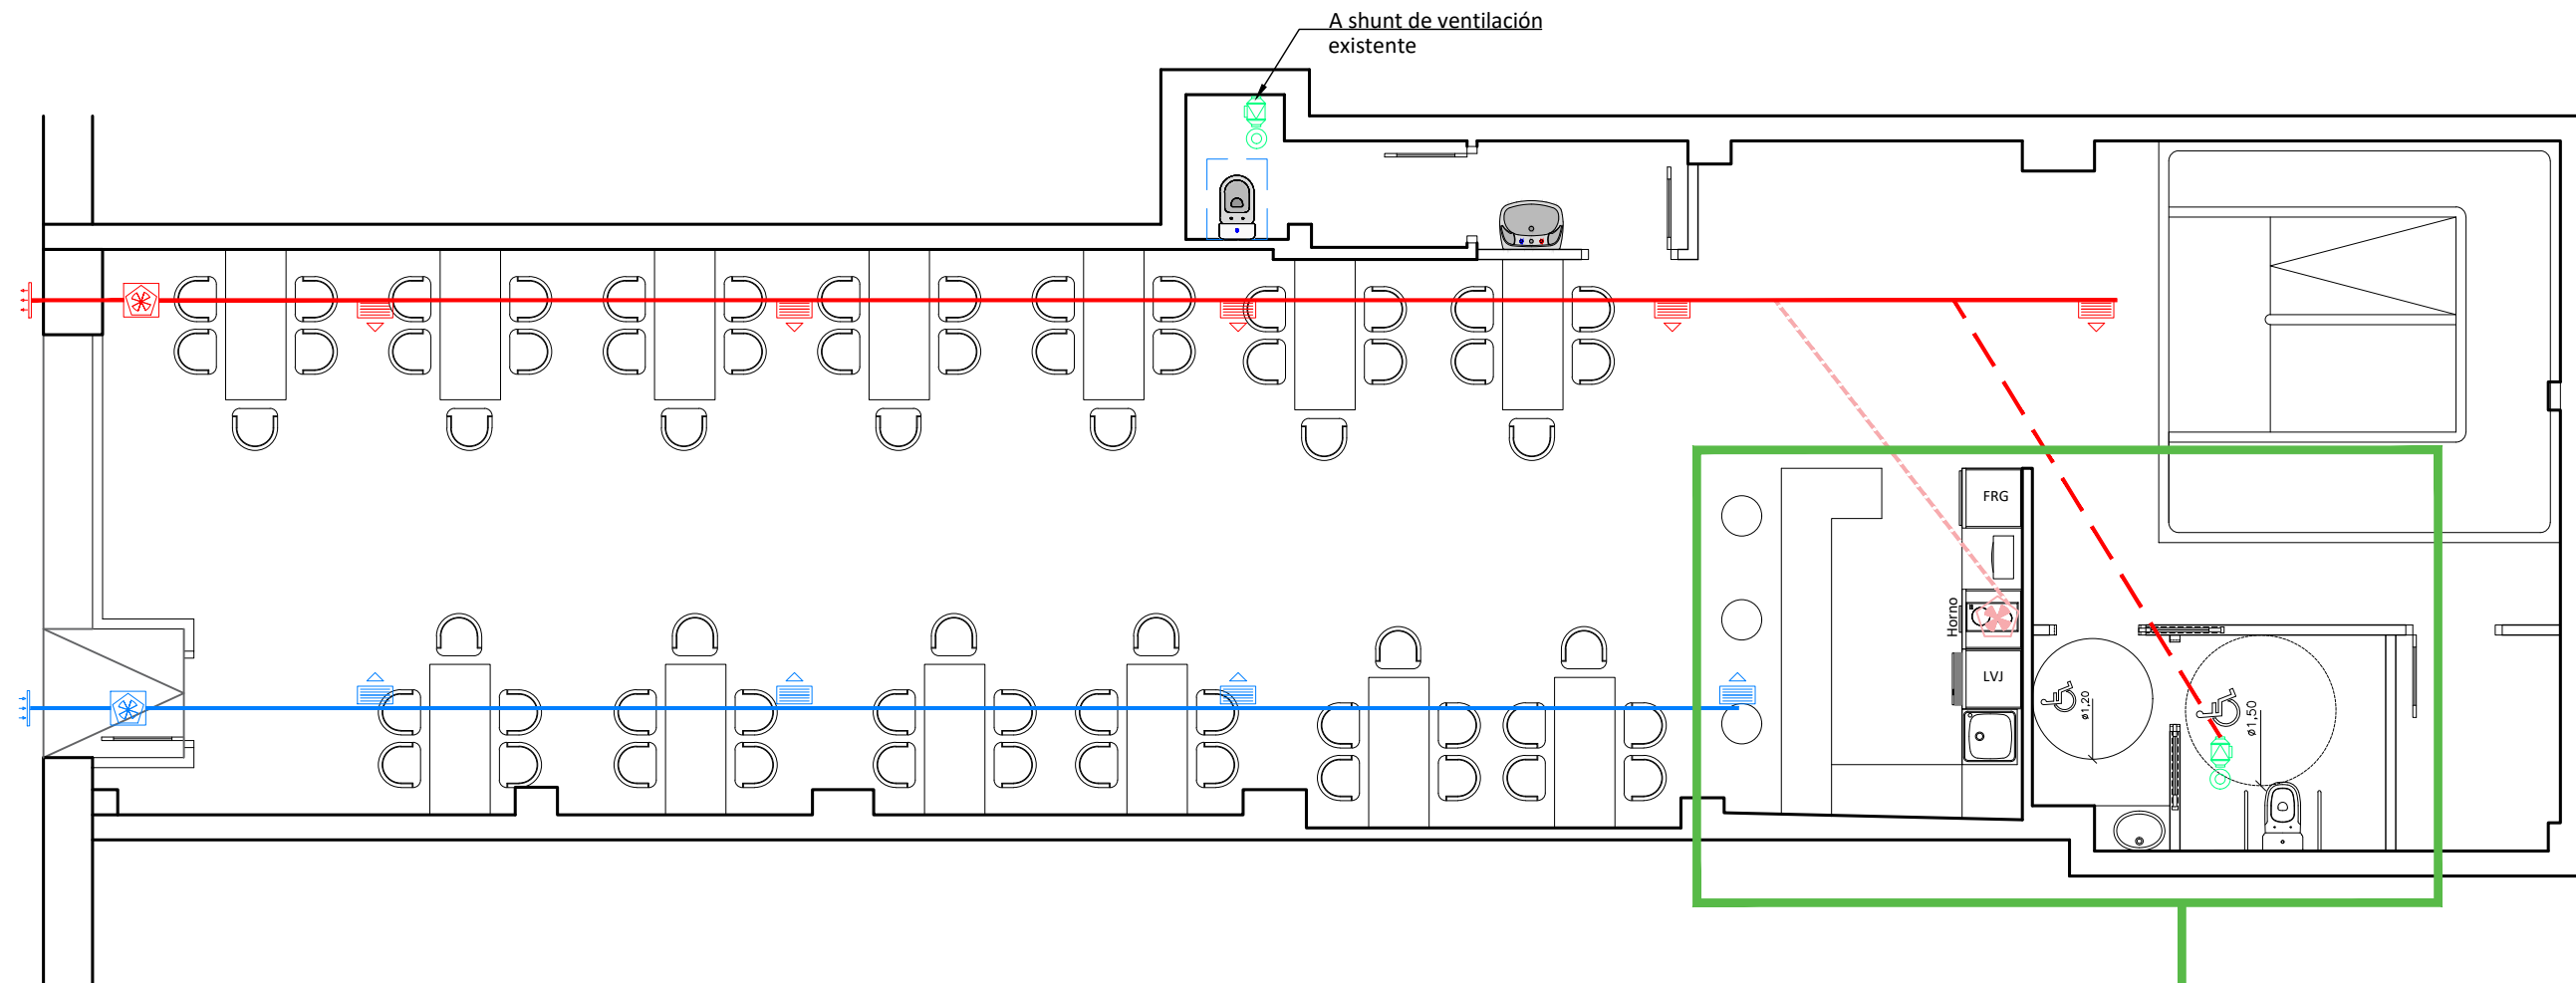 A shunt de ventilación
existente
FRG
Horno
LVJ
ø1,20
ø1,50